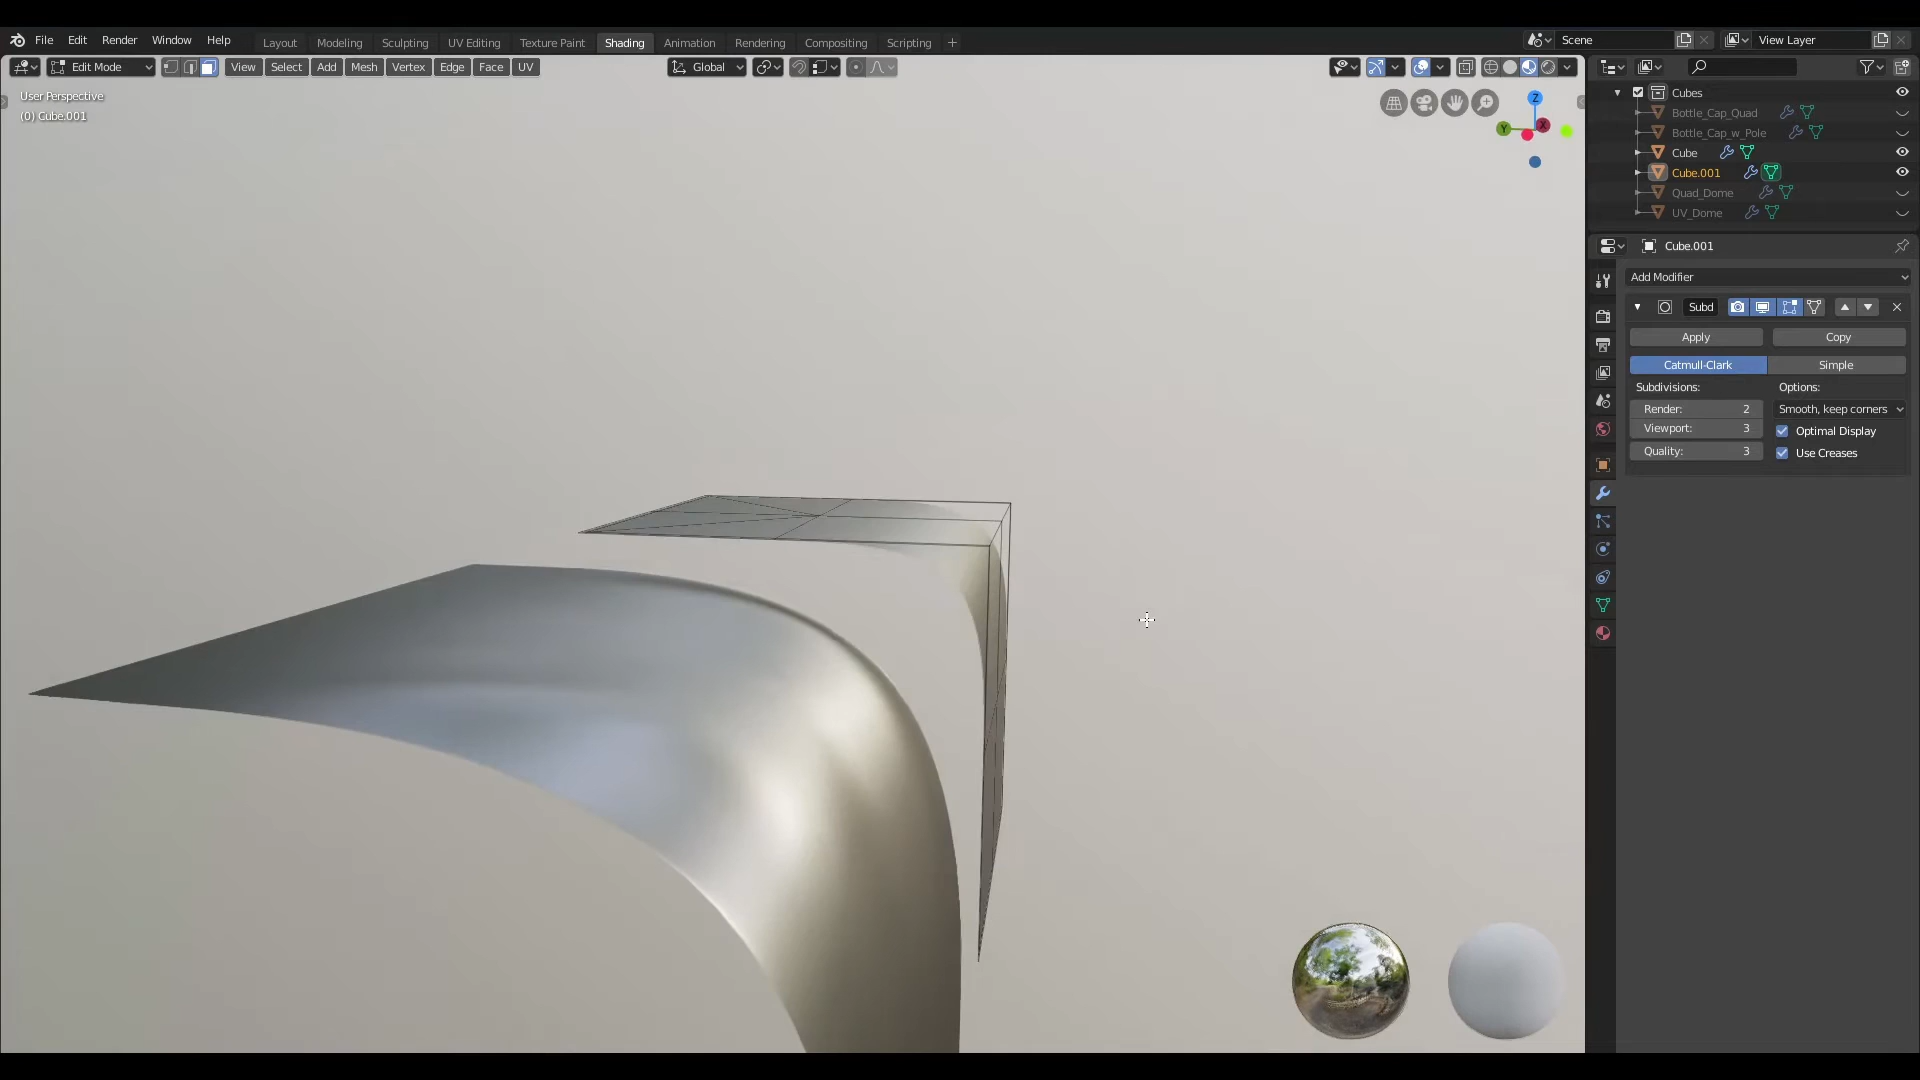 File Edit Render Window Help Layout Modeling Sculpting UV Editing Texture Paint Shading Animation Rendering Compositing Scripting + Scene View Layer
Edit Mode View Select Add Mesh Vertex Edge Face UV Global
User Perspective
(0) Cube.001
Z
Y
X
Cubes
Bottle_Cap_Quad
Bottle_Cap_w_Pole
Cube
Cube.001
Quad_Dome
UV_Dome
Cube.001
Add Modifier
Subd
Apply Copy
Catmull-Clark Simple
Subdivisions: Options:
Render: 2 Smooth, keep corners
Viewport: 3 Optimal Display
Quality: 3 Use Creases